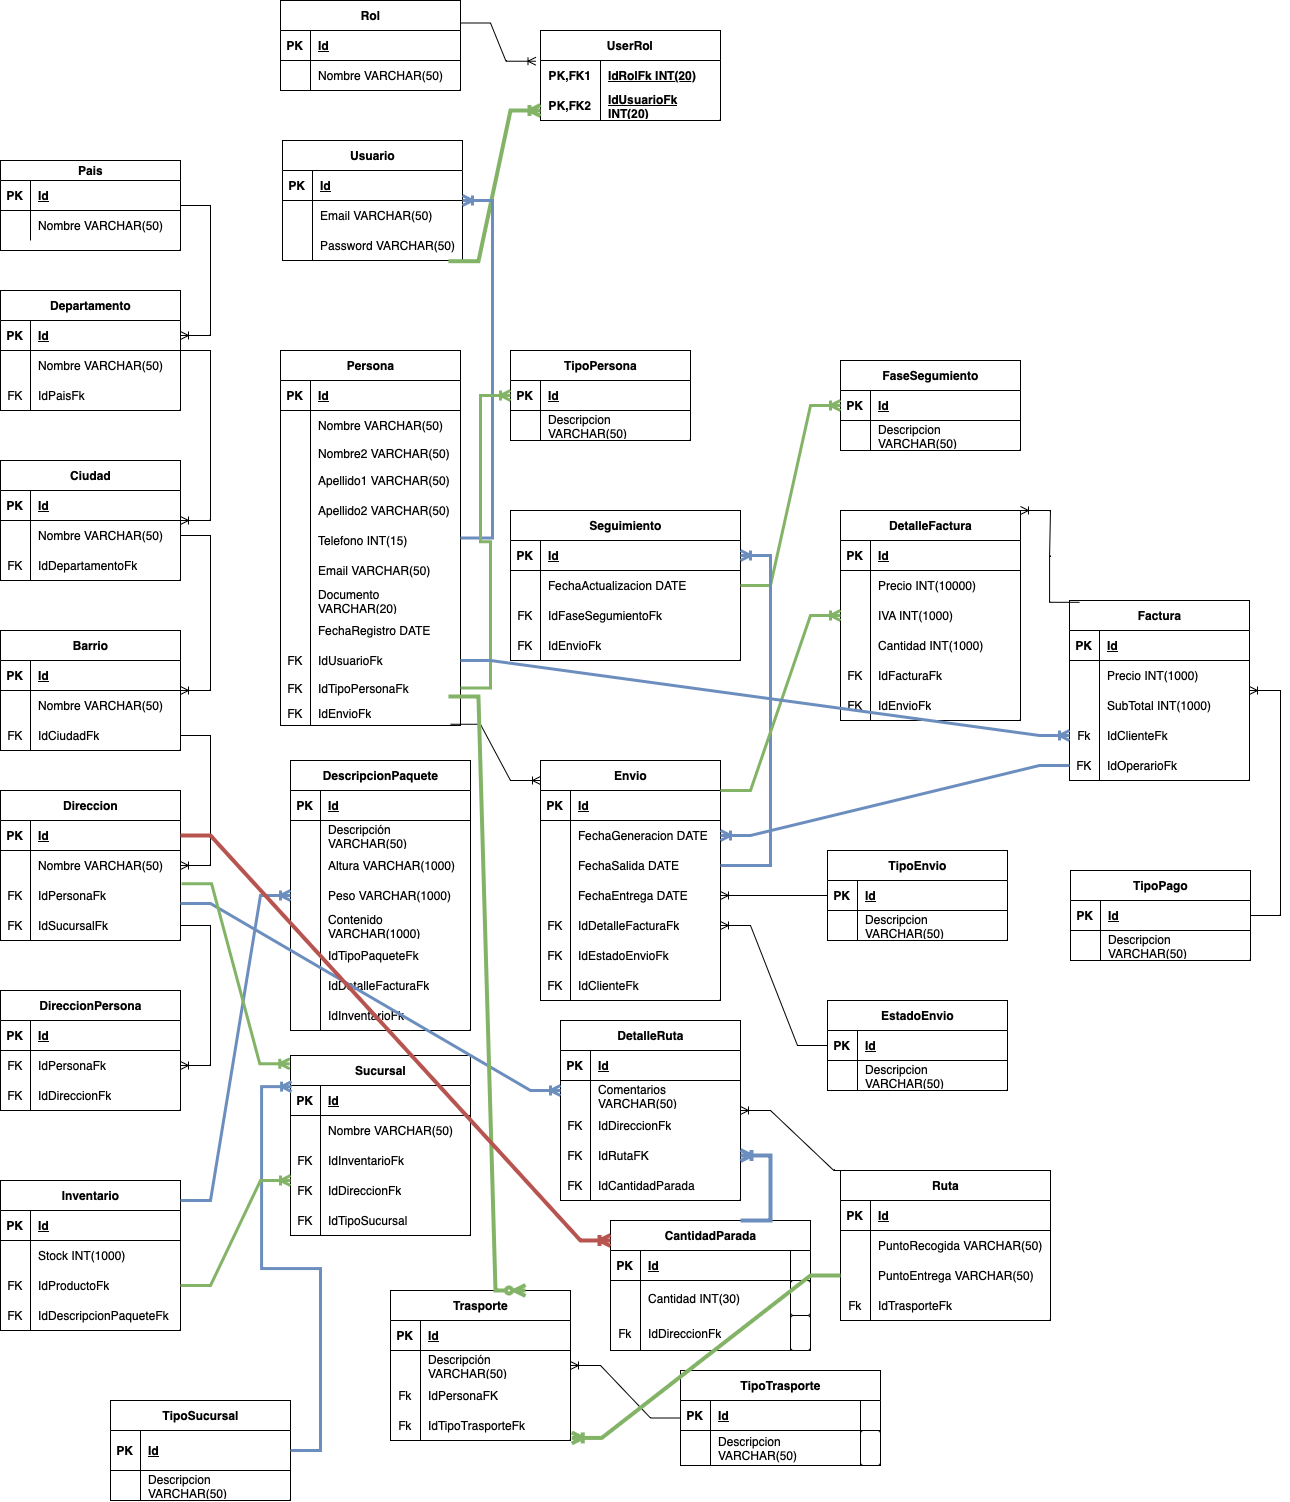 Rol
PK Id
Nombre VARCHAR(50)
UserRol
PK,FK1 IdRolFk INT(20)
PK,FK2 IdUsuarioFk
INT(20)
Usuario
PK Id
Email VARCHAR(50)
Password VARCHAR(50)
Pais
PK Id
Nombre VARCHAR(50)
Departamento
PK Id
Nombre VARCHAR(50)
FK IdPaisFk
Ciudad
PK Id
Nombre VARCHAR(50)
FK IdDepartamentoFk
Barrio
PK Id
Nombre VARCHAR(50)
FK IdCiudadFk
Direccion
PK Id
Nombre VARCHAR(50)
FK IdPersonaFk
FK IdSucursalFk
DireccionPersona
PK Id
FK IdPersonaFk
FK IdDireccionFk
Inventario
PK Id
Stock INT(1000)
FK IdProductoFk
FK IdDescripcionPaqueteFk
TipoSucursal
PK Id
Descripcion
VARCHAR(50)
Persona
PK Id
Nombre VARCHAR(50)
Nombre2 VARCHAR(50)
Apellido1 VARCHAR(50)
Apellido2 VARCHAR(50)
Telefono INT(15)
Email VARCHAR(50)
Documento
VARCHAR(20)
FechaRegistro DATE
FK IdUsuarioFk
FK IdTipoPersonaFk
FK IdEnvioFk
TipoPersona
PK Id
Descripcion
VARCHAR(50)
FaseSegumiento
PK Id
Descripcion
VARCHAR(50)
Seguimiento
PK Id
FechaActualizacion DATE
FK IdFaseSegumientoFk
FK IdEnvioFk
DetalleFactura
PK Id
Precio INT(10000)
IVA INT(1000)
Cantidad INT(1000)
FK IdFacturaFk
FK IdEnvioFk
Factura
PK Id
Precio INT(1000)
SubTotal INT(1000)
Fk IdClienteFk
FK IdOperarioFk
DescripcionPaquete
PK Id
Descripción
VARCHAR(50)
Altura VARCHAR(1000)
Peso VARCHAR(1000)
Contenido
VARCHAR(1000)
IdTipoPaqueteFk
IdDetalleFacturaFk
IdInventarioFk
Envio
PK Id
FechaGeneracion DATE
FechaSalida DATE
FechaEntrega DATE
FK IdDetalleFacturaFk
FK IdEstadoEnvioFk
FK IdClienteFk
TipoEnvio
PK Id
Descripcion
VARCHAR(50)
TipoPago
PK Id
Descripcion
VARCHAR(50)
EstadoEnvio
PK Id
Descripcion
VARCHAR(50)
Sucursal
PK Id
Nombre VARCHAR(50)
FK IdInventarioFk
FK IdDireccionFk
FK IdTipoSucursal
DetalleRuta
PK Id
Comentarios
VARCHAR(50)
FK IdDireccionFk
FK IdRutaFK
FK IdCantidadParada
Ruta
PK Id
PuntoRecogida VARCHAR(50)
PuntoEntrega VARCHAR(50)
Fk IdTrasporteFk
CantidadParada
PK Id
Cantidad INT(30)
Fk IdDireccionFk
Trasporte
PK Id
Descripción
VARCHAR(50)
Fk IdPersonaFK
Fk IdTipoTrasporteFk
TipoTrasporte
PK Id
Descripcion
VARCHAR(50)